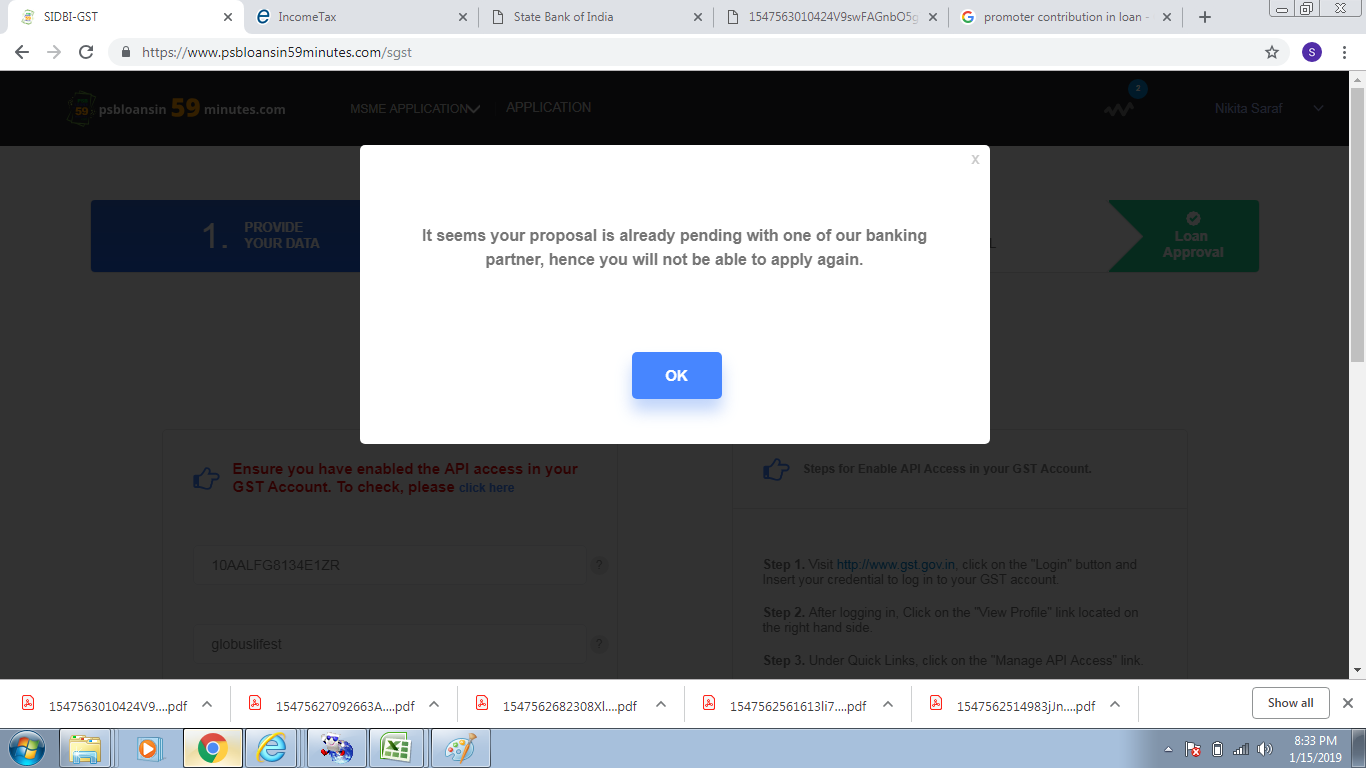 SIDBI-GST
IncomeTax
State Bank of India
1547563010424V9swFAGnbO5g
promoter contribution in loan -
https://www.psbloansin59minutes.com/sgst
S
59
psbloansin 59 minutes.com
MSME APPLICATION
APPLICATION
2
Nikita Saraf
1. PROVIDE
YOUR DATA
Loan
Approval
X
It seems your proposal is already pending with one of our banking
partner, hence you will not be able to apply again.
OK
Ensure you have enabled the API access in your
GST Account. To check, please click here
10AALFG8134E1ZR
?
globuslifest
?
Steps for Enable API Access in your GST Account.
Step 1. Visit http://www.gst.gov.in, click on the "Login" button and
Insert your credential to log in to your GST account.
Step 2. After logging in, Click on the "View Profile" link located on
the right hand side.
Step 3. Under Quick Links, click on the "Manage API Access" link.
1547563010424V9....pdf
15475627092663A....pdf
1547562682308Xl....pdf
1547562561613li7....pdf
1547562514983jJn....pdf
Show all
8:33 PM
1/15/2019